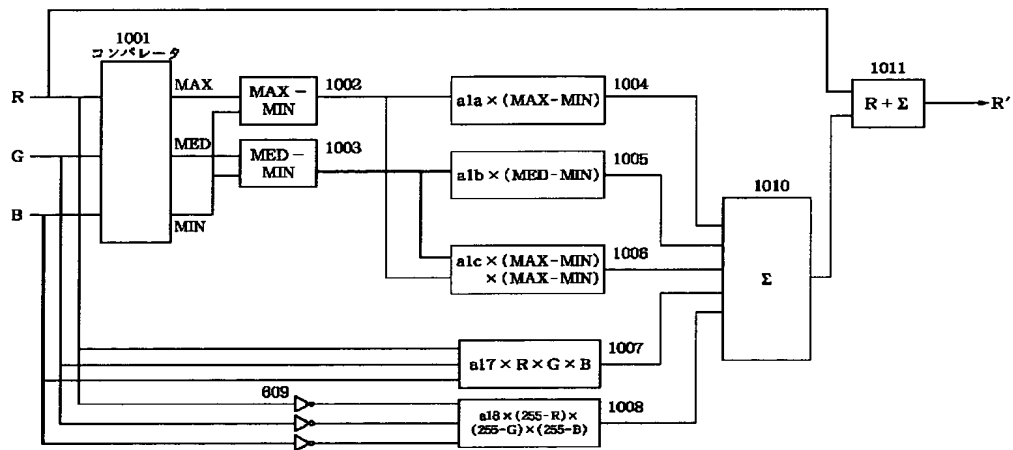 1001
コンパレータ
R
G
B
MAX
MED
MIN
MAX-
MIN
1002
MED-
MIN
1003
a1a×(MAX-MIN)
1004
a1b×(MED-MIN)
1005
a1c×(MAX-MIN)
×(MAX-MIN)
1006
a17×R×G×B
1007
609
a18×(255-R)×
(255-G)×(255-B)
1008
1010
Σ
1011
R+Σ
R'